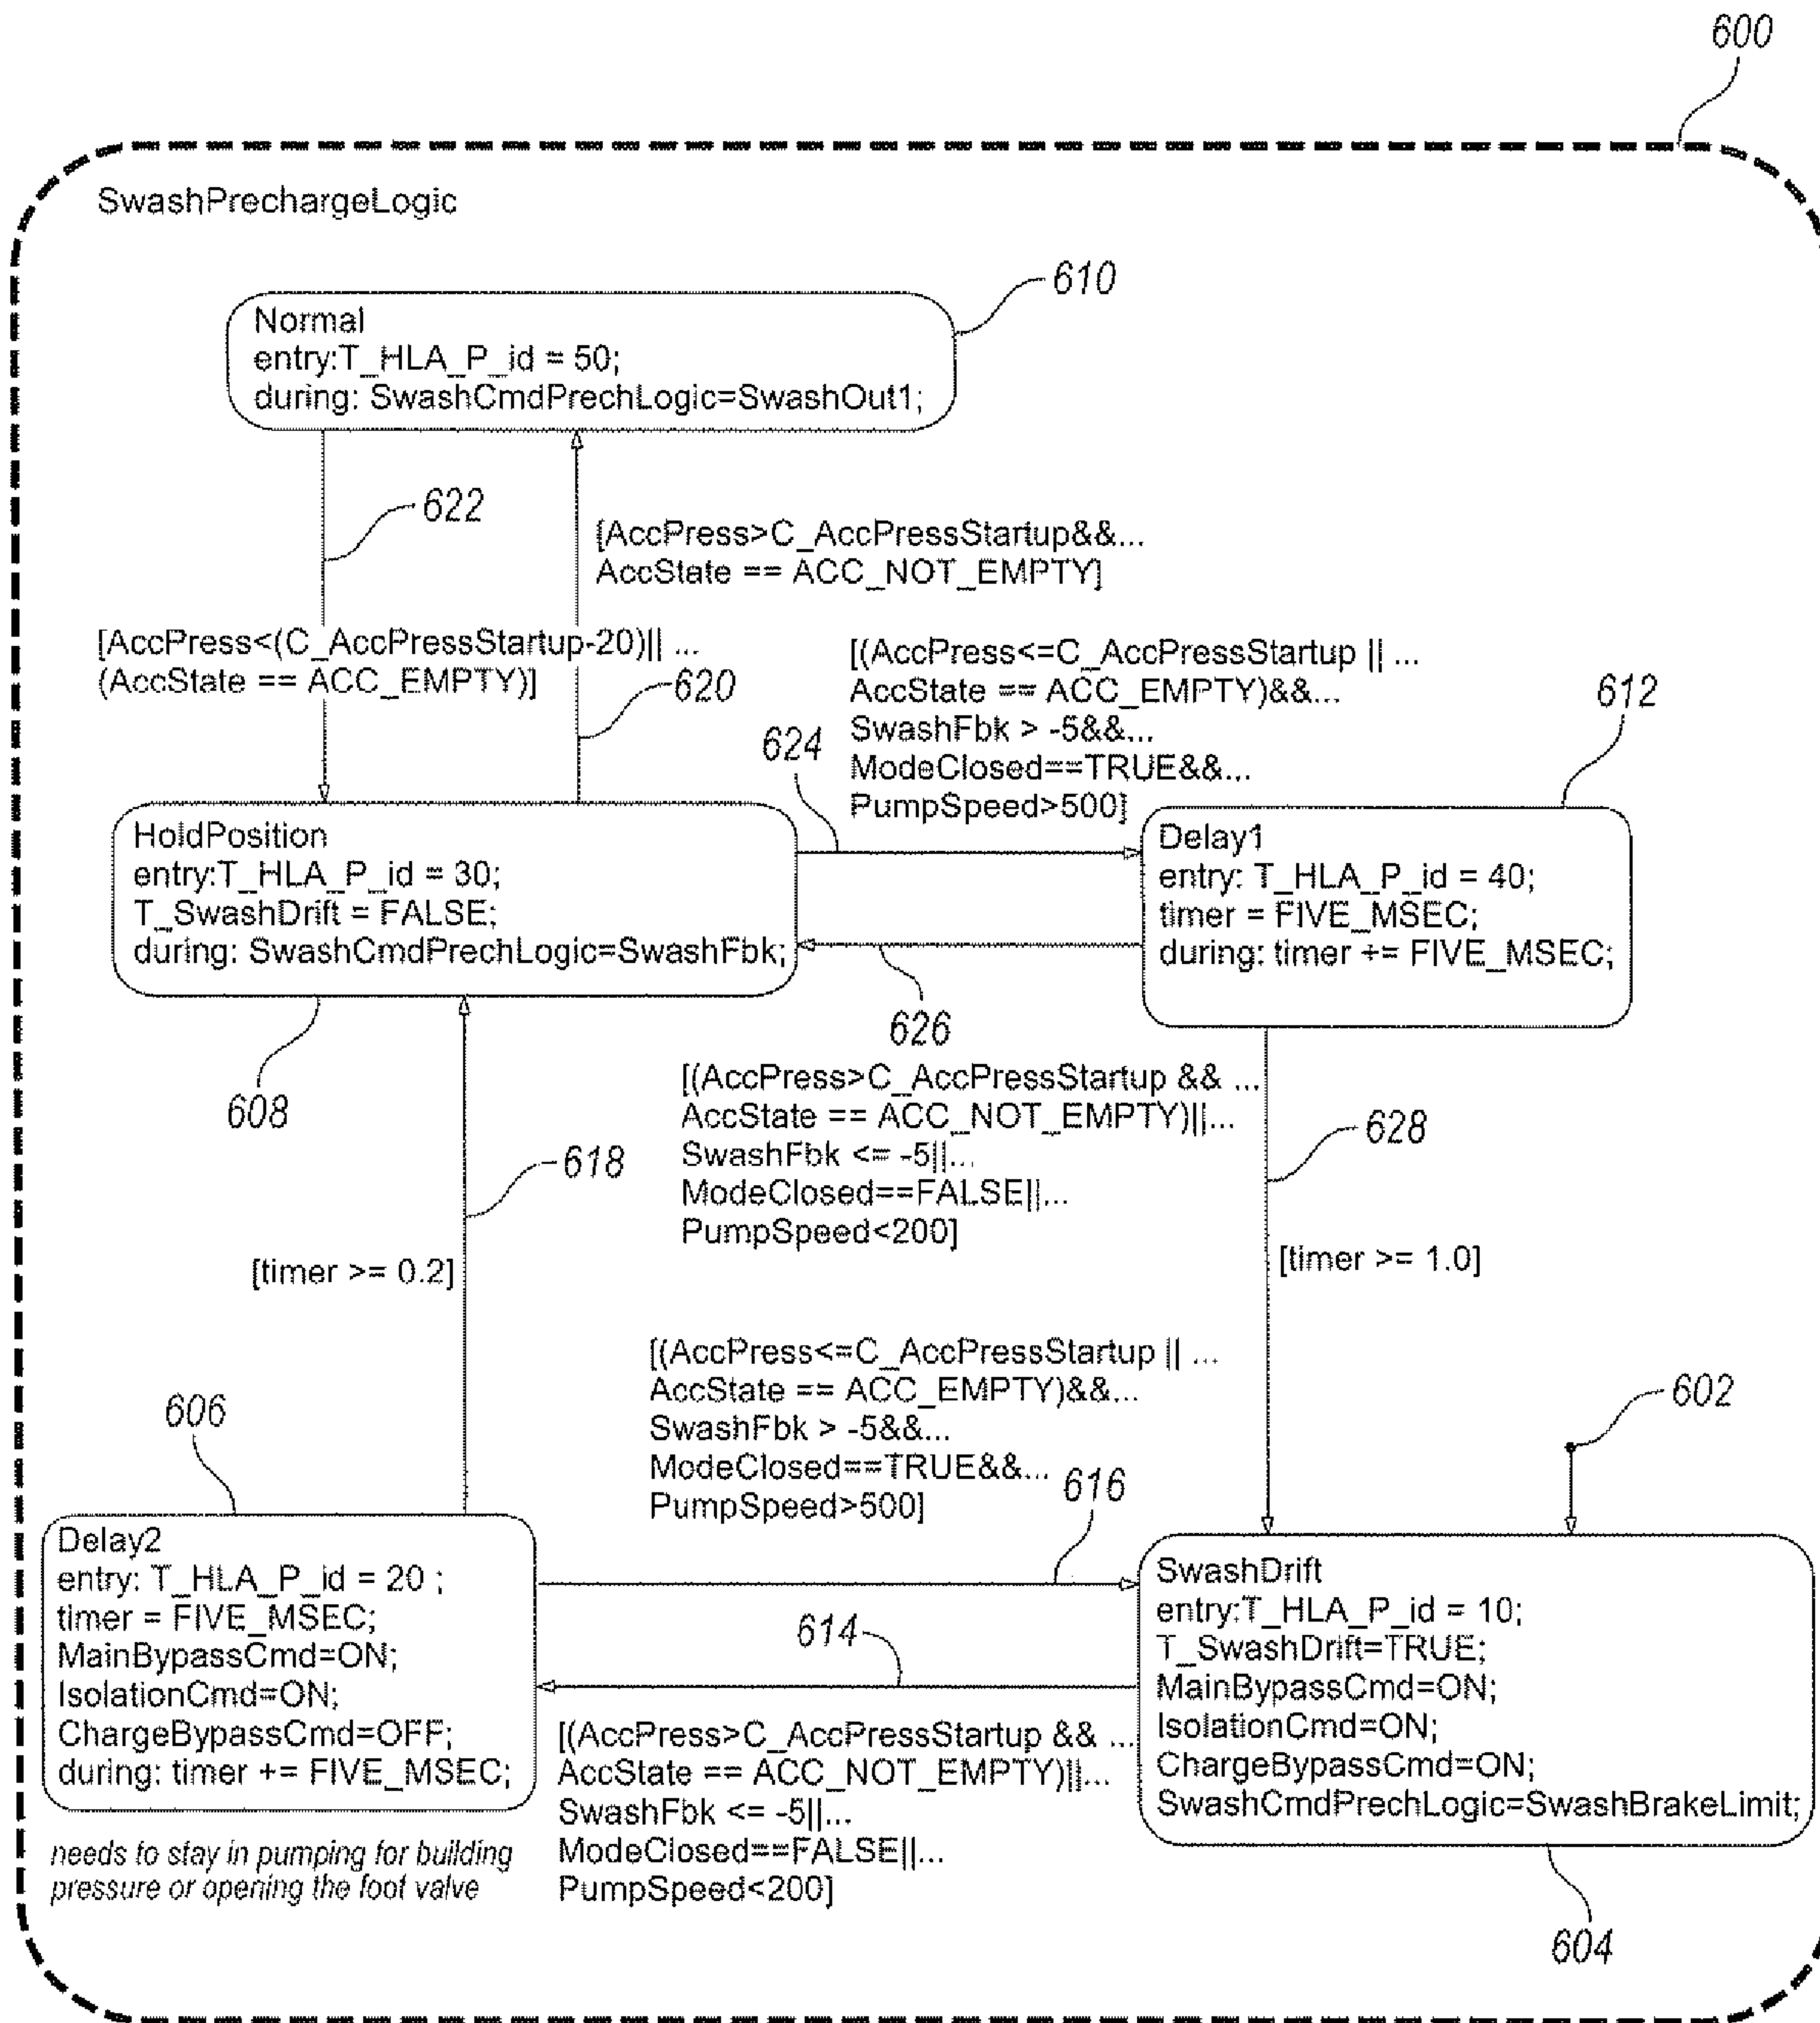 600
SwashPrechargeLogic
610
Normal
entry:T_HLA_P_id = 50;
during: SwashCmdPrechLogic=SwashOut1;
622
[AccPress>C_AccPressStartup&&...
AccState == ACC_NOT_EMPTY]
[AccPress<(C_AccPressStartup-20)|| ...
(AccState == ACC_EMPTY)]
620
[(AccPress<=C_AccPressStartup || ...
AccState == ACC_EMPTY)&&...
SwashFbk > -5&&...
ModeClosed==TRUE&&...
PumpSpeed>500]
624
612
HoldPosition
entry:T_HLA_P_id = 30;
T_SwashDrift = FALSE;
during: SwashCmdPrechLogic=SwashFbk;
Delay1
entry: T_HLA_P_id = 40;
timer = FIVE_MSEC;
during: timer += FIVE_MSEC;
626
608
[(AccPress>C_AccPressStartup && ...
AccState == ACC_NOT_EMPTY)||...
SwashFbk <= -5||...
ModeClosed==FALSE||...
PumpSpeed<200]
628
618
[timer >= 0.2]
[timer >= 1.0]
[(AccPress<=C_AccPressStartup || ...
AccState == ACC_EMPTY)&&...
SwashFbk > -5&&...
ModeClosed==TRUE&&...
PumpSpeed>500]
606
602
616
Delay2
entry: T_HLA_P_id = 20 ;
timer = FIVE_MSEC;
MainBypassCmd=ON;
IsolationCmd=ON;
ChargeBypassCmd=OFF;
during: timer += FIVE_MSEC;
needs to stay in pumping for building
pressure or opening the foot valve
614
[(AccPress>C_AccPressStartup && ...
AccState == ACC_NOT_EMPTY)||...
SwashFbk <= -5||...
ModeClosed==FALSE||...
PumpSpeed<200]
SwashDrift
entry:T_HLA_P_id = 10;
T_SwashDrift=TRUE;
MainBypassCmd=ON;
IsolationCmd=ON;
ChargeBypassCmd=ON;
SwashCmdPrechLogic=SwashBrakeLimit;
604